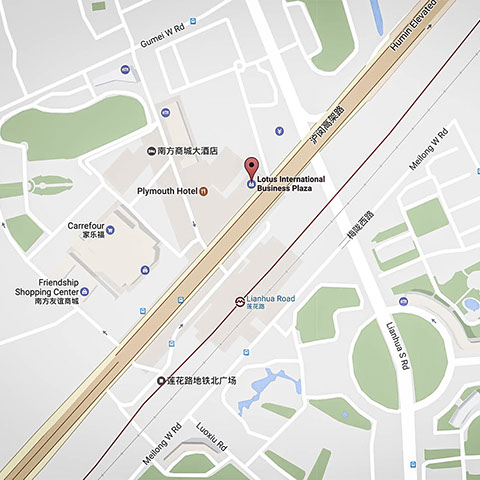 Gumei W Rd
Humin Elevated
沪闵高架路
南方商城大酒店
Plymouth Hotel
Lotus International
Business Plaza
Meilong W Rd
梅陇西路
Carrefour
家乐福
Friendship
Shopping Center
南方友谊商城
Lianhua Road
莲花路
Lianhua S Rd
莲花路地铁北广场
Meilong W Rd
Luoxiu Rd